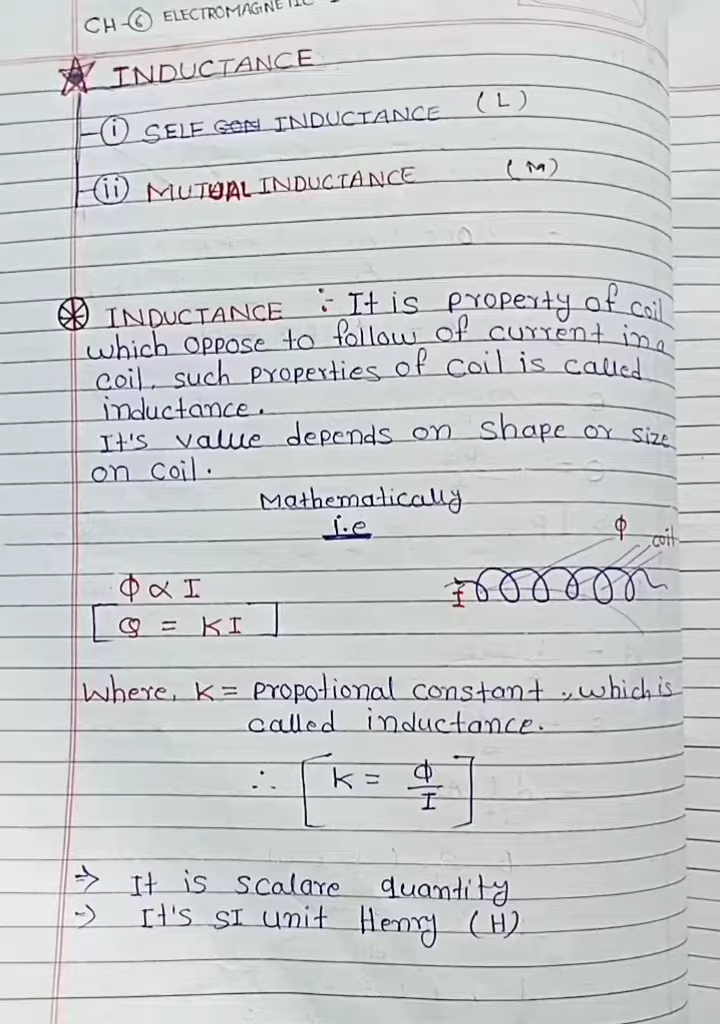 CH-⑥ ELECTROMAGNETIC
INDUCTANCE
(i) SELF INDUCTANCE (L)
(ii) MUTUAL INDUCTANCE (M)
INDUCTANCE :- It is property of coil
which oppose to follow of current in a
coil, such properties of coil is called
inductance.
It's value depends on shape or size
on coil.
Mathematically
i.e
ϕ coil
I
ϕ ∝ I
Q = KI
Where, K = propotional constant, which is
called inductance.
∴ [K = ϕ/I]
⇒ It is scalare quantity
→ It's SI unit Henry (H)